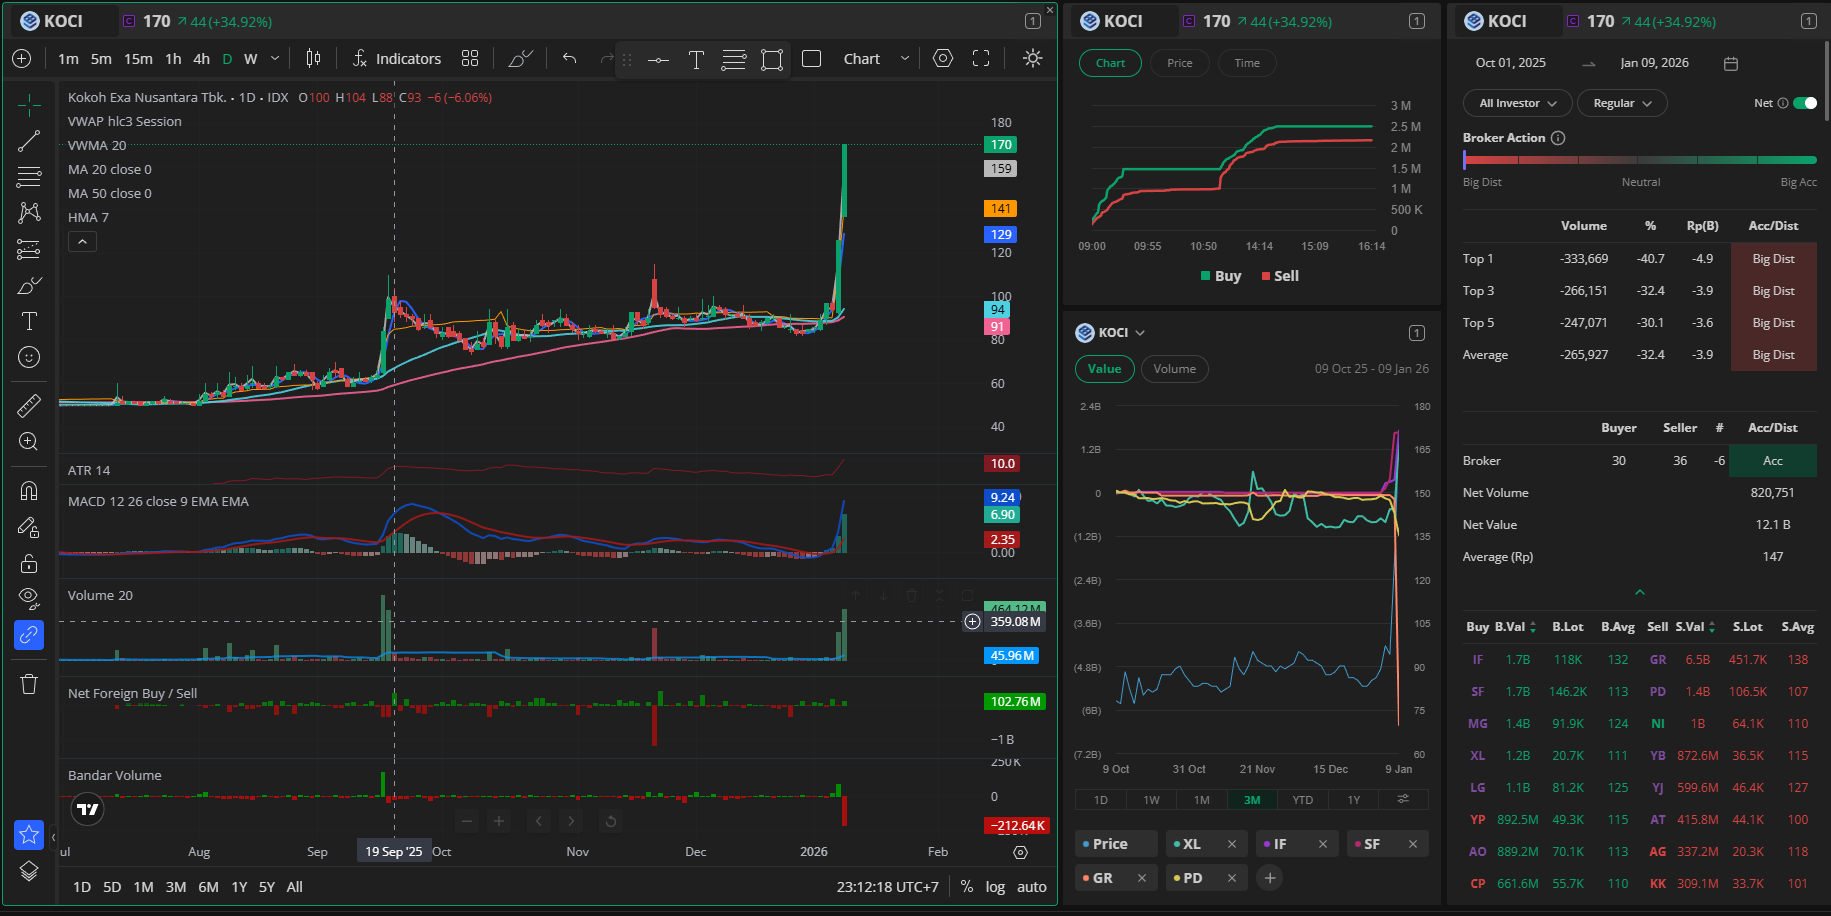 KOCI C 170 44 (+34.92%) 1
1m 5m 15m 1h 4h D W Indicators Chart
Kokoh Exa Nusantara Tbk. · 1D · IDX O100 H104 L88 C93 −6 (−6.06%)
VWAP hlc3 Session
VWMA 20
MA 20 close 0
MA 50 close 0
HMA 7
180
170
159
141
129
120
100
94
91
80
60
40
ATR 14
10.0
MACD 12 26 close 9 EMA EMA
9.24
6.90
2.35
0.00
Volume 20
464.12M
359.08M
45.96M
Net Foreign Buy / Sell
102.76M
−1B
Bandar Volume
250K
0
−212.64K
ul Aug Sep 19 Sep '25 Oct Nov Dec 2026 Feb
1D 5D 1M 3M 6M 1Y 5Y All 23:12:18 UTC+7 % log auto
KOCI C 170 44 (+34.92%) 1
Chart Price Time
3 M
2.5 M
2 M
1.5 M
1 M
500 K
0
09:00 09:55 10:50 14:14 15:09 16:14
Buy Sell
KOCI 1
Value Volume 09 Oct 25 - 09 Jan 26
2.4B 180
1.2B 165
0 150
(1.2B) 135
(2.4B) 120
(3.6B) 105
(4.8B) 90
(6B) 75
(7.2B) 60
9 Oct 31 Oct 21 Nov 15 Dec 9 Jan
1D 1W 1M 3M YTD 1Y
Price XL IF SF
GR PD
KOCI C 170 44 (+34.92%) 1
Oct 01, 2025 Jan 09, 2026
All Investor Regular Net
Broker Action
Big Dist Neutral Big Acc
Volume % Rp(B) Acc/Dist
Top 1 -333,669 -40.7 -4.9 Big Dist
Top 3 -266,151 -32.4 -3.9 Big Dist
Top 5 -247,071 -30.1 -3.6 Big Dist
Average -265,927 -32.4 -3.9 Big Dist
Buyer Seller # Acc/Dist
Broker 30 36 -6 Acc
Net Volume 820,751
Net Value 12.1 B
Average (Rp) 147
Buy B.Val B.Lot B.Avg Sell S.Val S.Lot S.Avg
IF 1.7B 118K 132 GR 6.5B 451.7K 138
SF 1.7B 146.2K 113 PD 1.4B 106.5K 107
MG 1.4B 91.9K 124 NI 1B 64.1K 110
XL 1.2B 20.7K 111 YB 872.6M 36.5K 115
LG 1.1B 81.2K 125 YJ 599.6M 46.4K 127
YP 892.5M 49.3K 115 AT 415.8M 44.1K 100
AO 889.2M 70.1K 113 AG 337.2M 20.3K 118
CP 661.6M 55.7K 110 KK 309.1M 33.7K 101